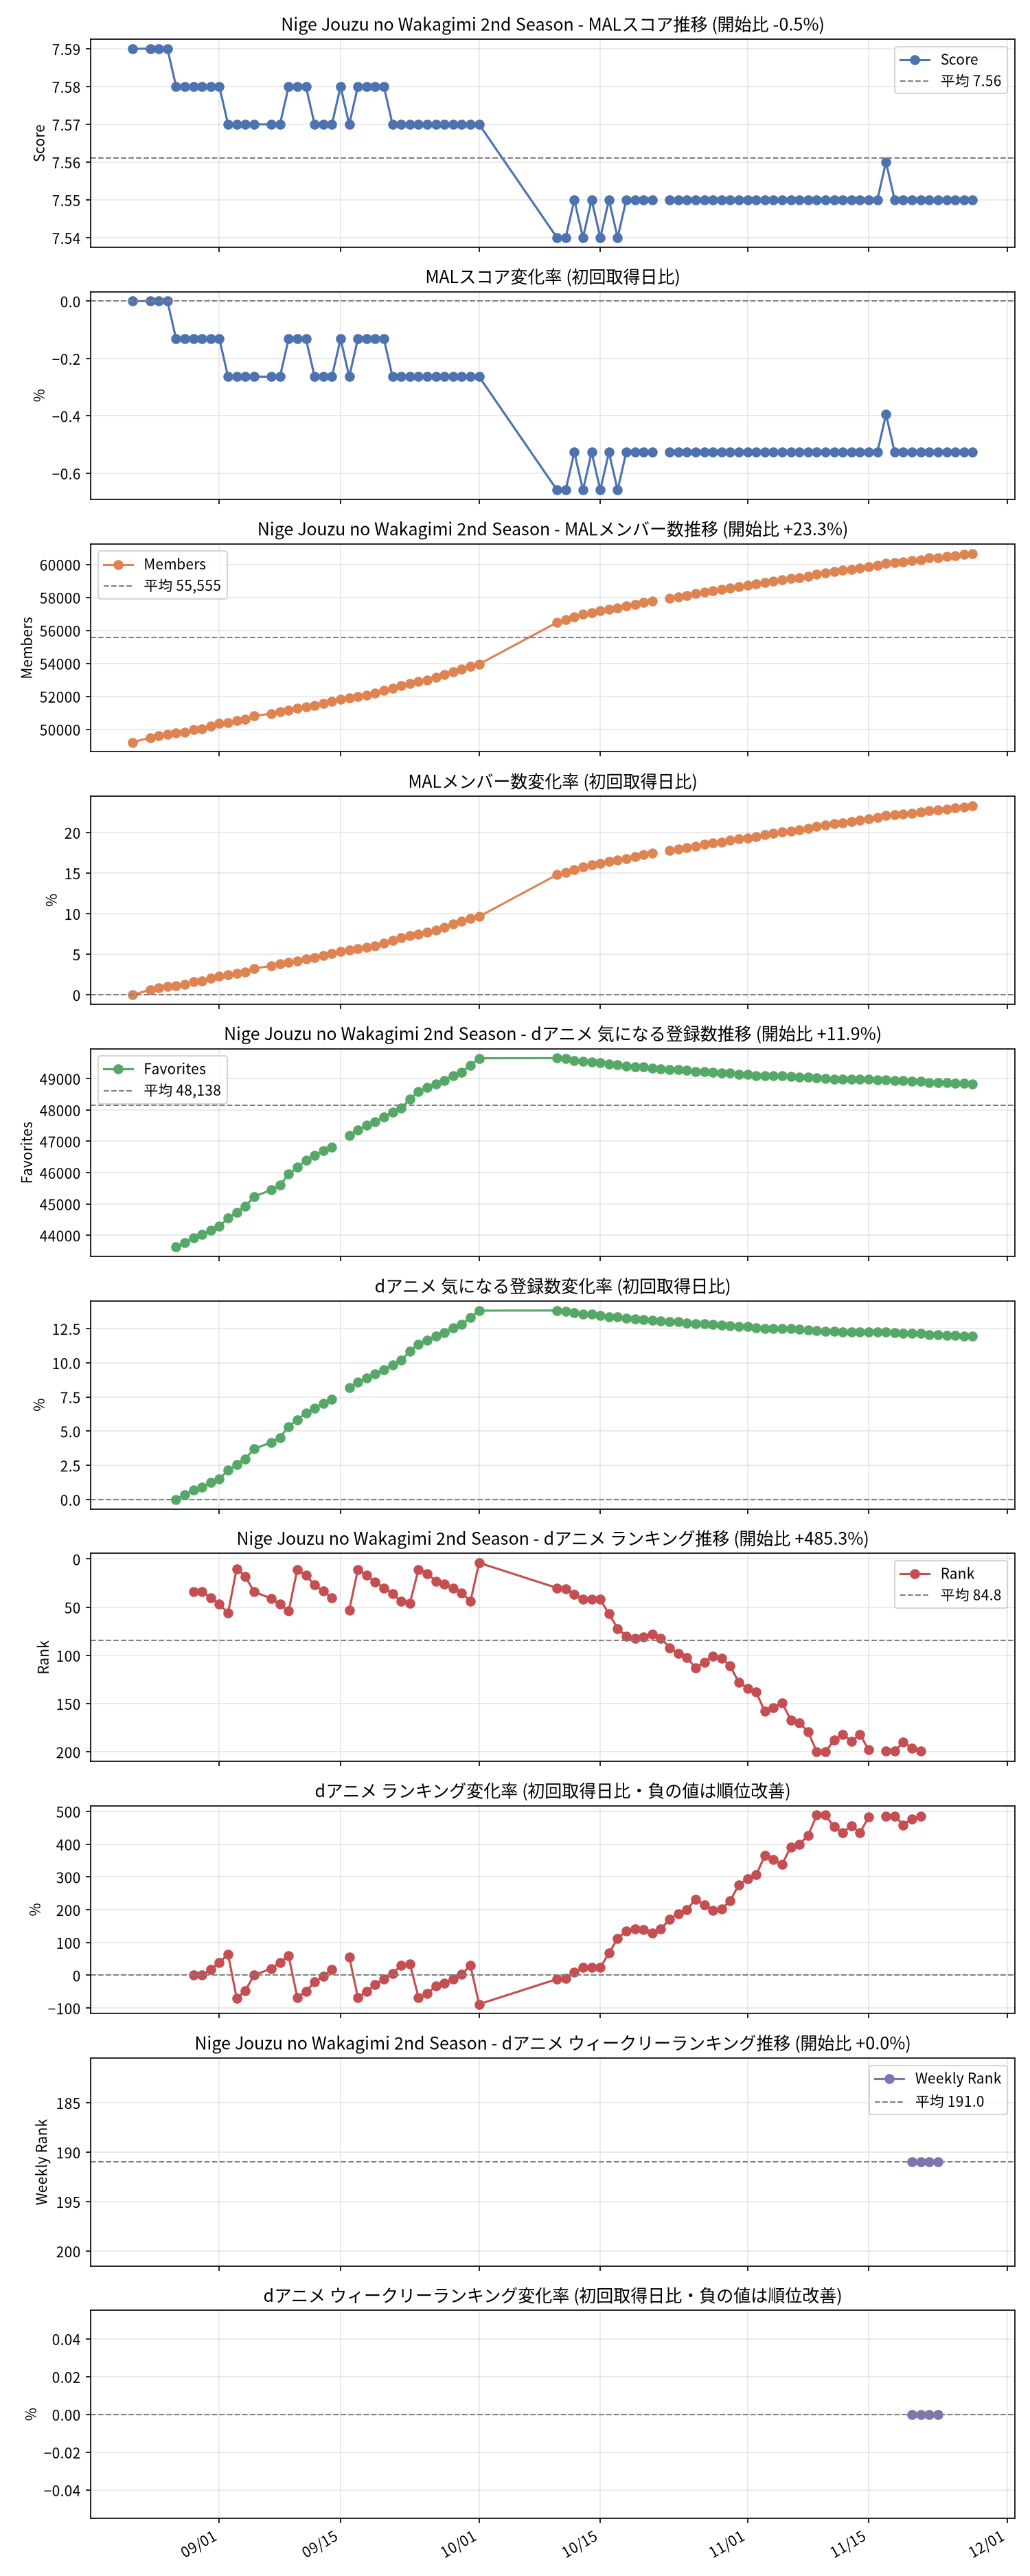 Nige Jouzu no Wakagimi 2nd Season - MALスコア推移 (開始比 -0.5%)
Score
平均 7.56
7.59
7.58
7.57
7.56
7.55
7.54
Score
MALスコア変化率 (初回取得日比)
0.0
−0.2
−0.4
−0.6
%
Nige Jouzu no Wakagimi 2nd Season - MALメンバー数推移 (開始比 +23.3%)
Members
平均 55,555
60000
58000
56000
54000
52000
50000
Members
MALメンバー数変化率 (初回取得日比)
20
15
10
5
0
%
Nige Jouzu no Wakagimi 2nd Season - dアニメ 気になる登録数推移 (開始比 +11.9%)
Favorites
平均 48,138
49000
48000
47000
46000
45000
44000
Favorites
dアニメ 気になる登録数変化率 (初回取得日比)
12.5
10.0
7.5
5.0
2.5
0.0
%
Nige Jouzu no Wakagimi 2nd Season - dアニメ ランキング推移 (開始比 +485.3%)
Rank
平均 84.8
0
50
100
150
200
Rank
dアニメ ランキング変化率 (初回取得日比・負の値は順位改善)
500
400
300
200
100
0
−100
%
Nige Jouzu no Wakagimi 2nd Season - dアニメ ウィークリーランキング推移 (開始比 +0.0%)
Weekly Rank
平均 191.0
185
190
195
200
Weekly Rank
dアニメ ウィークリーランキング変化率 (初回取得日比・負の値は順位改善)
0.04
0.02
0.00
−0.02
−0.04
%
09/01
09/15
10/01
10/15
11/01
11/15
12/01